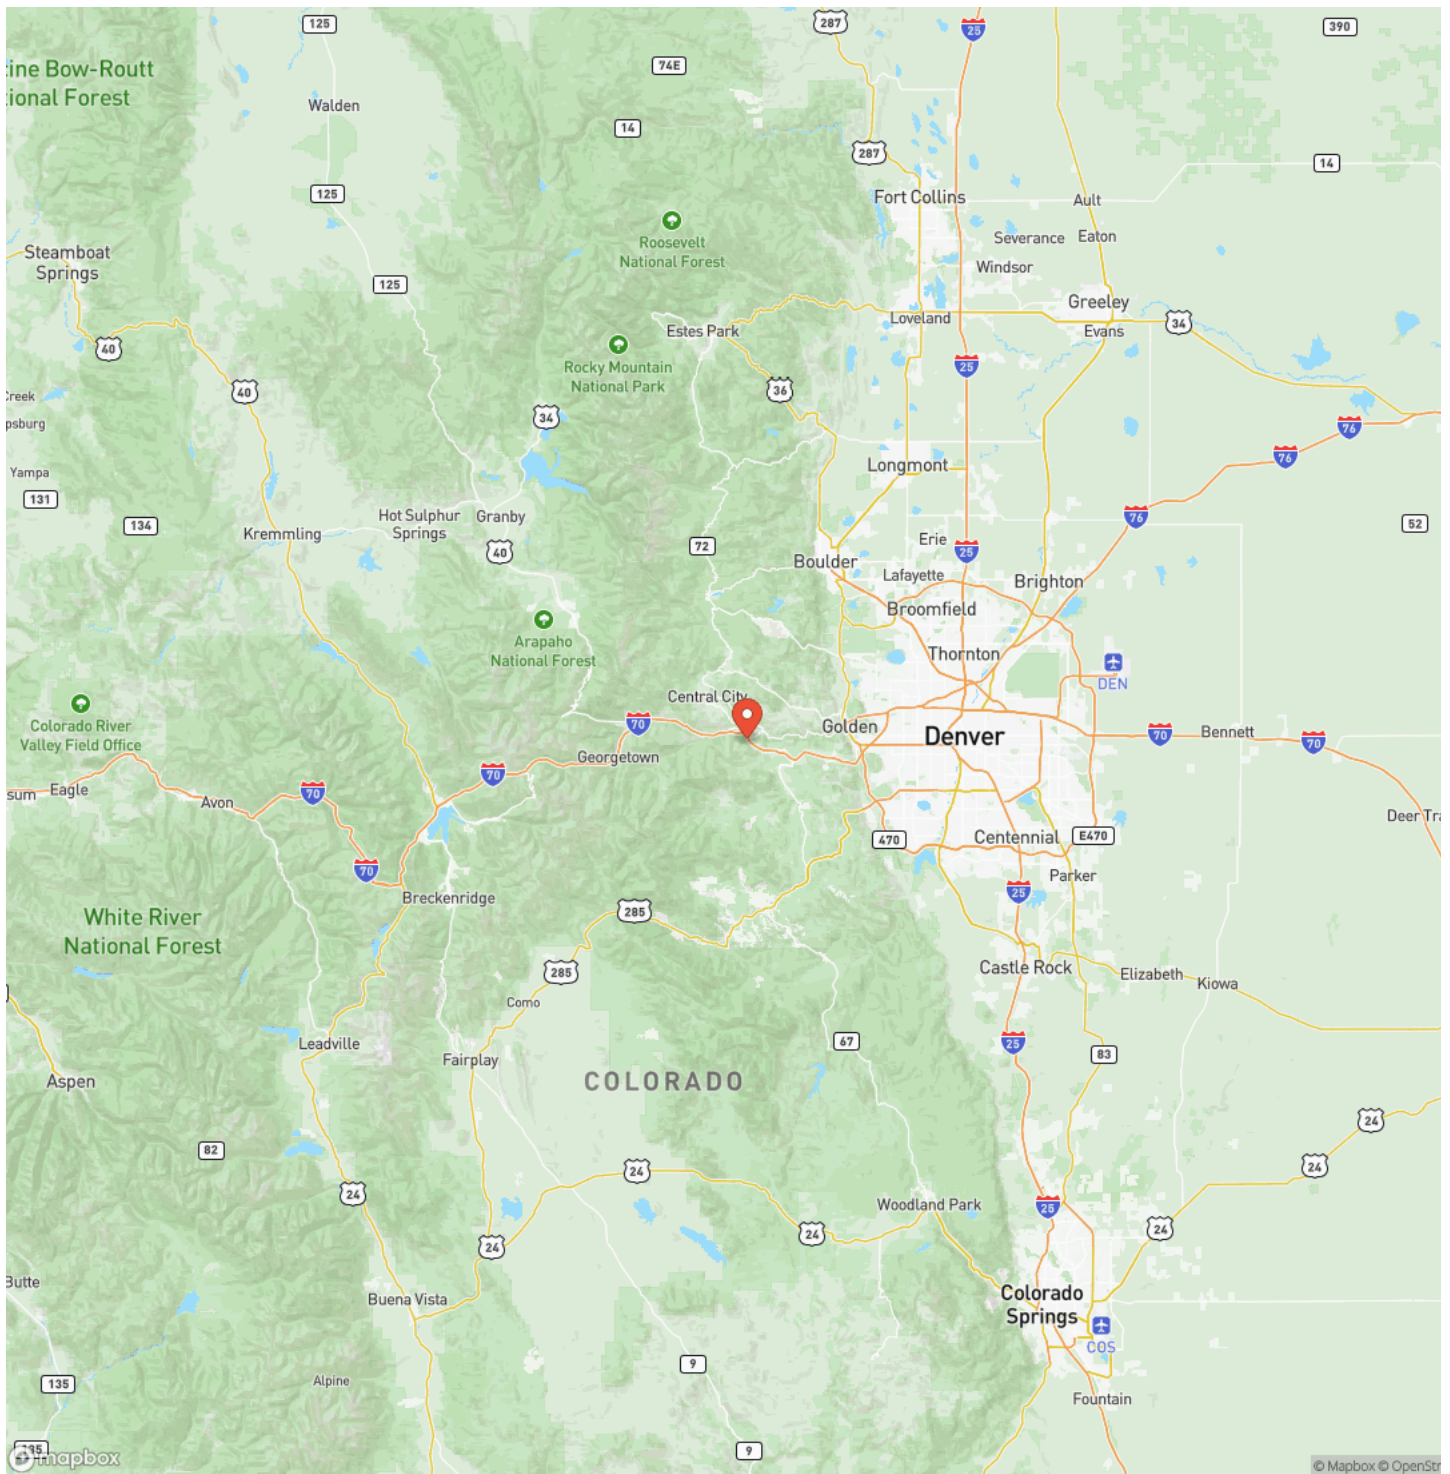 125
287
25
390
cine Bow-Routt
tional Forest
74E
Walden
14
287
14
125
Fort Collins
Ault
Roosevelt
National Forest
Severance
Eaton
Steamboat
Springs
Windsor
125
Greeley
Loveland
34
Estes Park
Evans
40
Rocky Mountain
National Park
25
40
36
Creek
34
psburg
76
76
Longmont
Yampa
131
Hot Sulphur
Springs
Granby
76
134
52
Kremmling
Erie
72
40
25
Boulder
Lafayette
Brighton
Broomfield
Arapaho
National Forest
Thornton
DEN
Central City
Colorado River
Valley Field Office
70
Golden
Denver
70
Bennett
70
Georgetown
70
sum
Eagle
70
Avon
Deer Tra
470
Centennial
E470
70
Parker
25
Breckenridge
285
White River
National Forest
Castle Rock
285
Elizabeth
Kiowa
Como
Leadville
67
25
83
Fairplay
Aspen
COLORADO
24
82
24
24
24
Woodland Park
25
24
24
24
Butte
Colorado
Springs
Buena Vista
COS
9
135
Alpine
Fountain
135
9
mapbox
© Mapbox © OpenStr